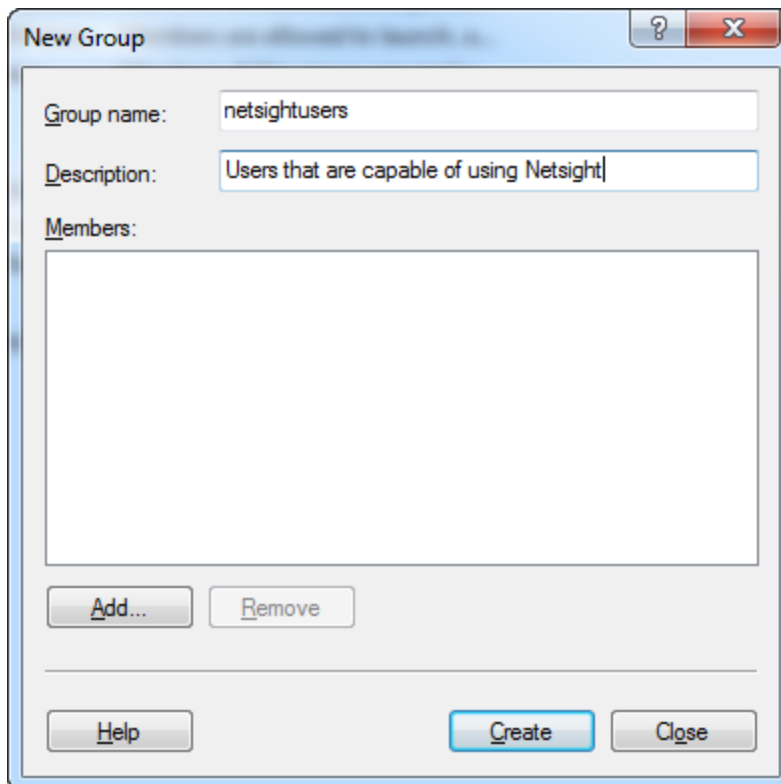 New Group
Group name: netsightusers
Description: Users that are capable of using Netsight
Members:
Add... Remove
Help Create Close